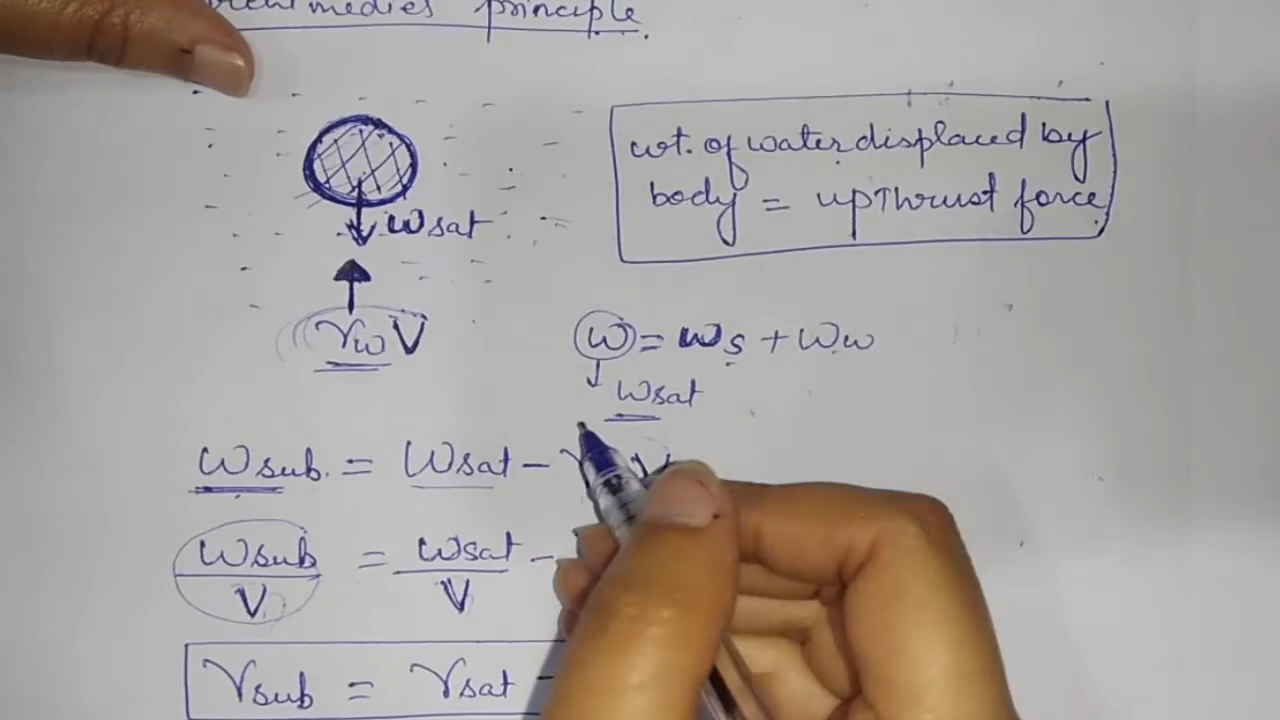 principle.
wt. of water displaced by
body = upthrust force.
Wsat
γw V
W = Ws + Ww
Wsat
Wsub. = Wsat -
Wsub / V = Wsat / V -
γsub = γsat -